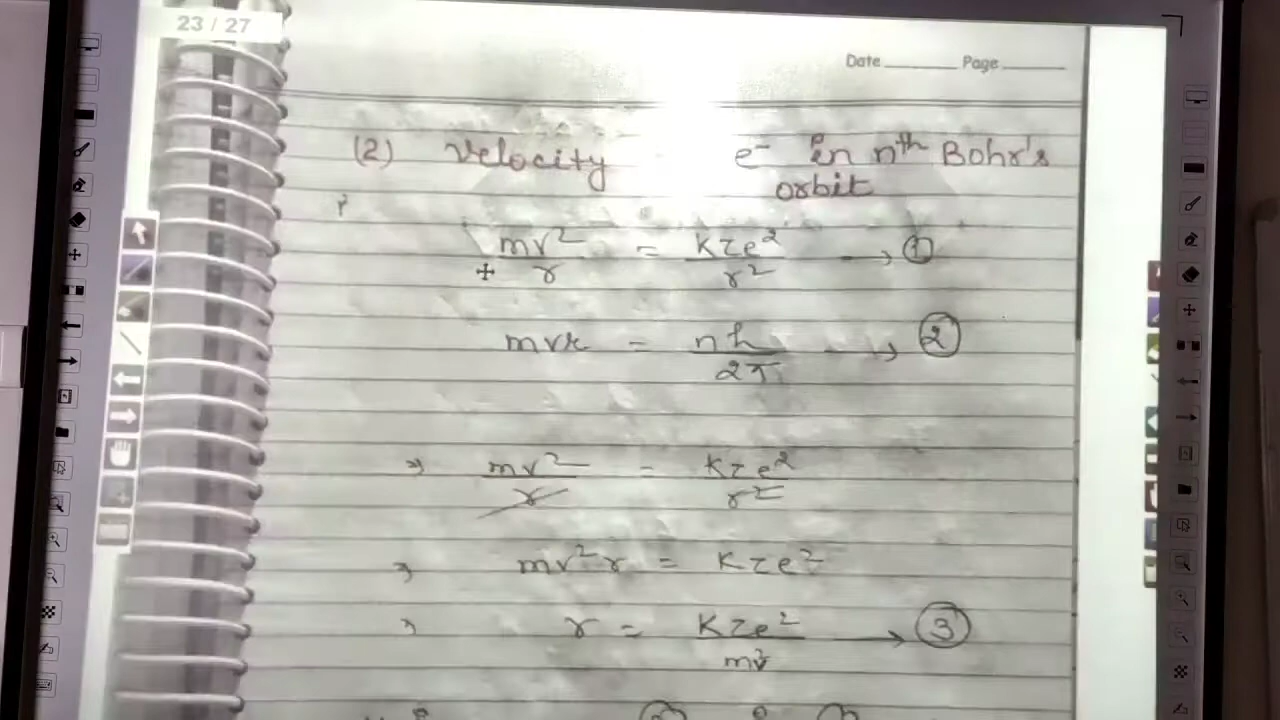 23 / 27
Date Page
(2) Velocity e⁻ in nth Bohr's
orbit
mv²/r = Kze²/r² → ①
mvr = nh/2π → ②
⇒ mv²/r = Kze²/r²
⇒ mv²r = Kze²
⇒ r = Kze²/mv² → ③